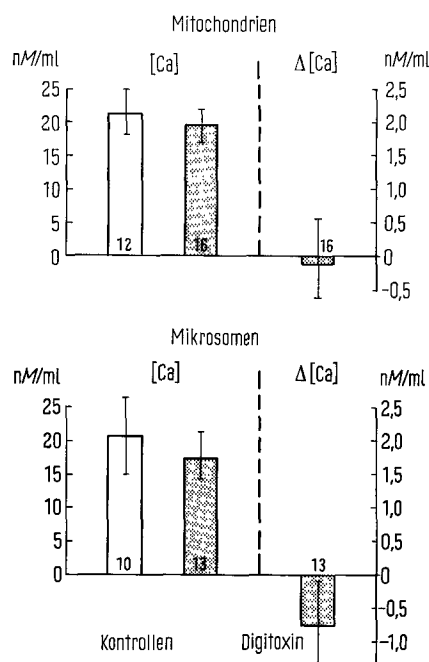 Mitochondrien
nM/ml [Ca] Δ[Ca] nM/ml
25 2,5
20 2,0
15 1,5
10 1,0
5 0,5
12 16 16
0 0
-0,5
Mikrosomen
nM/ml [Ca] Δ[Ca] nM/ml
25 2,5
20 2,0
15 1,5
10 1,0
5 0,5
10 13 13
0 0
-0,5
Kontrollen Digitoxin -1,0